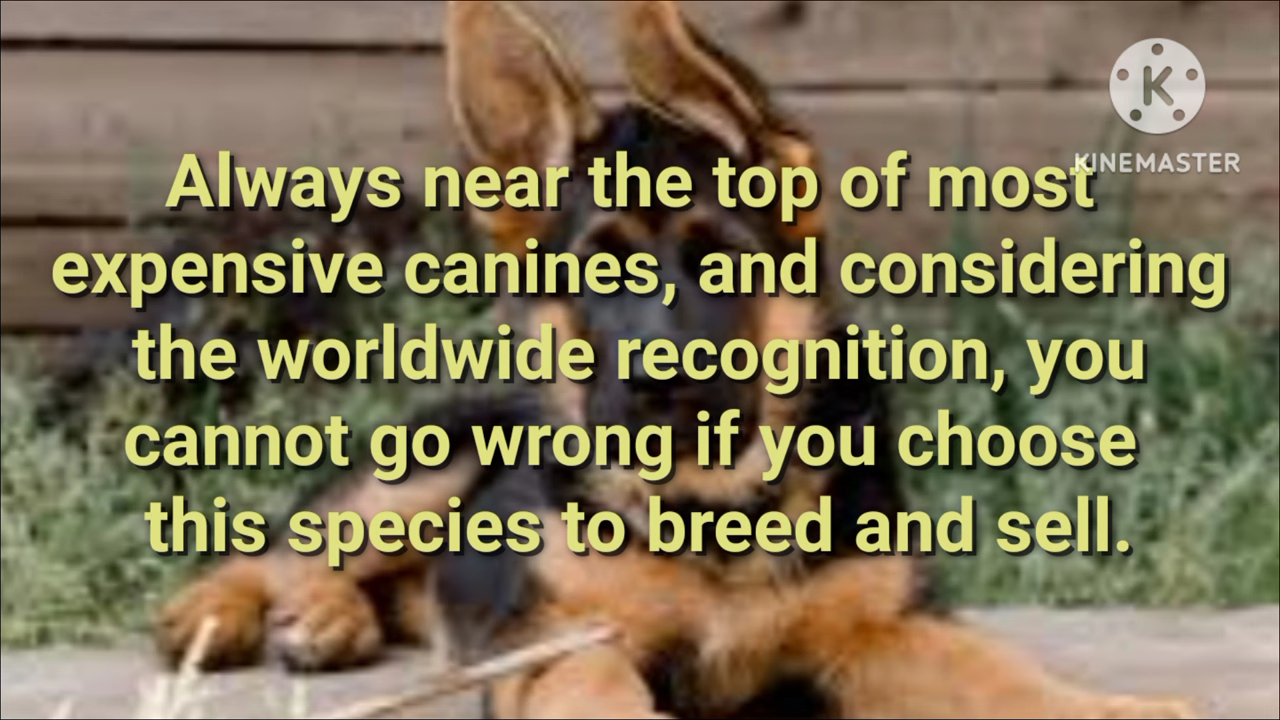 KINEMASTER
Always near the top of most
expensive canines, and considering
the worldwide recognition, you
cannot go wrong if you choose
this species to breed and sell.